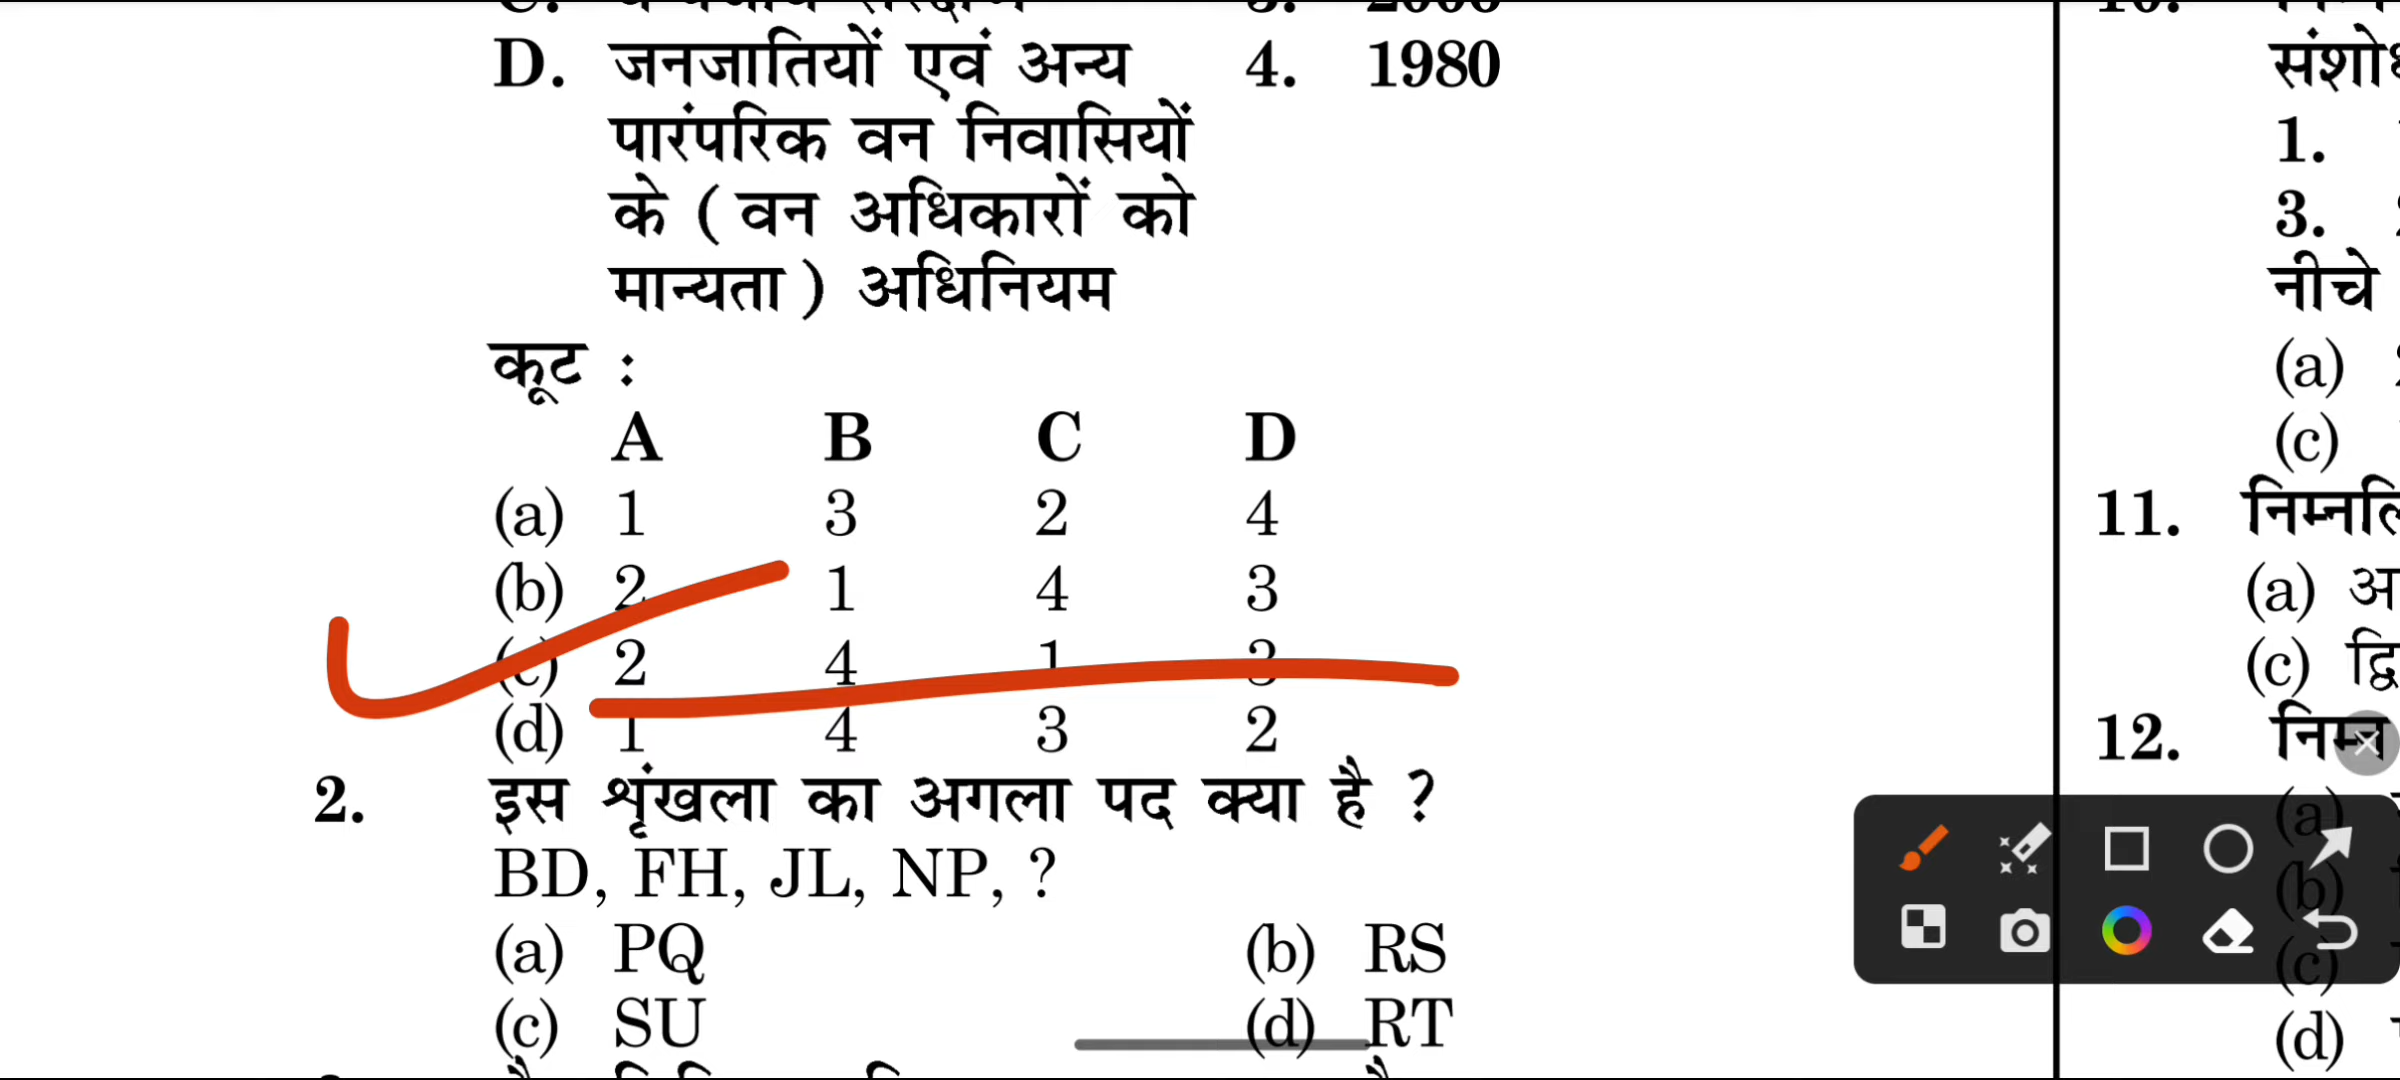 D. जनजातियों एवं अन्य 4. 1980
पारंपरिक वन निवासियों
के (वन अधिकारों को
मान्यता) अधिनियम
कूट :
A B C D
(a) 1 3 2 4
(b) 2 1 4 3
(c) 2 4 1 3
(d) 1 4 3 2
2. इस शृंखला का अगला पद क्या है ?
BD, FH, JL, NP, ?
(a) PQ (b) RS
(c) SU (d) RT
1.
3.
नीचे
(a)
(c)
11.
(a)
(c)
12. निम्न
(a)
(b)
(c)
(d)